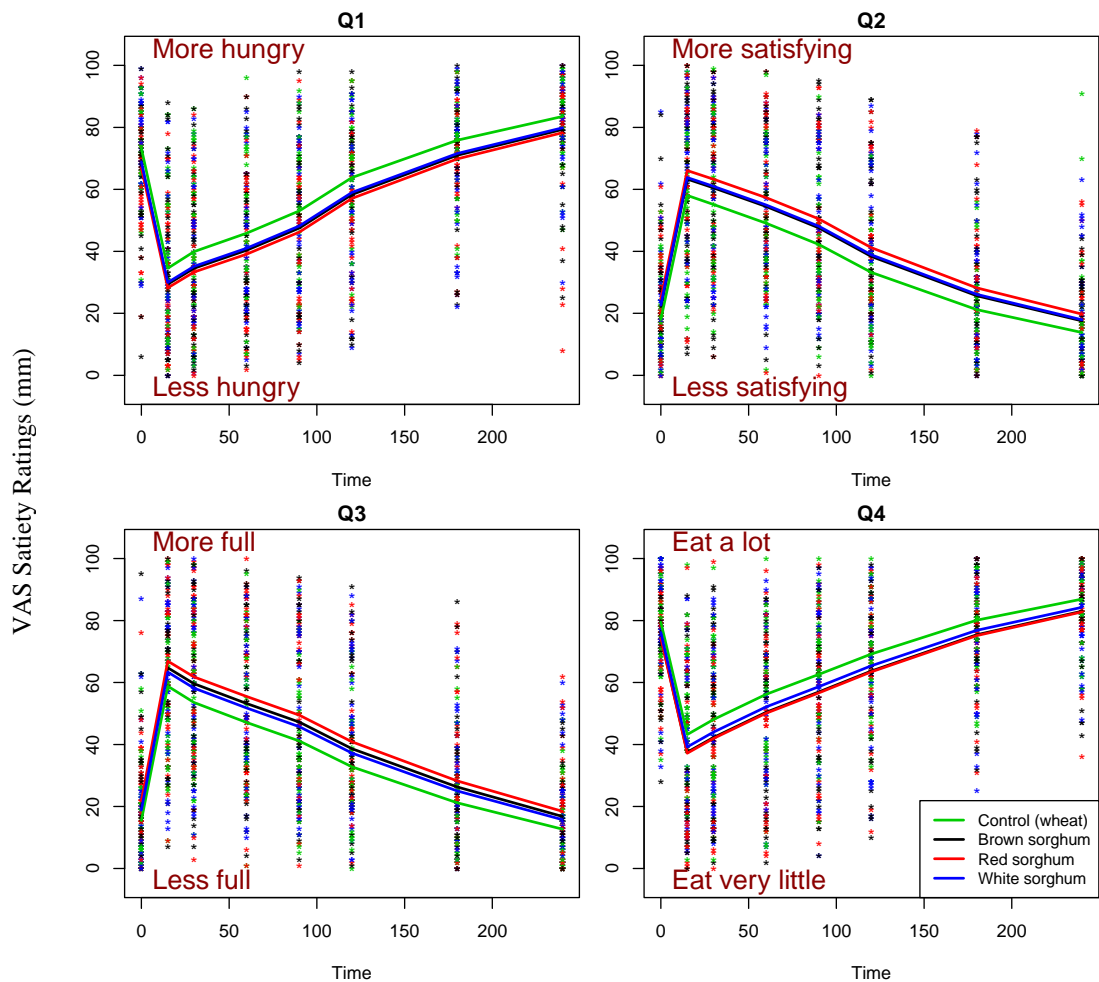 VAS Satiety Ratings (mm)
Q1
More hungry
Less hungry
0 20 40 60 80 100
0 50 100 150 200
Time
Q2
More satisfying
Less satisfying
0 20 40 60 80 100
0 50 100 150 200
Time
Q3
More full
Less full
0 20 40 60 80 100
0 50 100 150 200
Time
Q4
Eat a lot
Eat very little
0 20 40 60 80 100
0 50 100 150 200
Time
Control (wheat)
Brown sorghum
Red sorghum
White sorghum